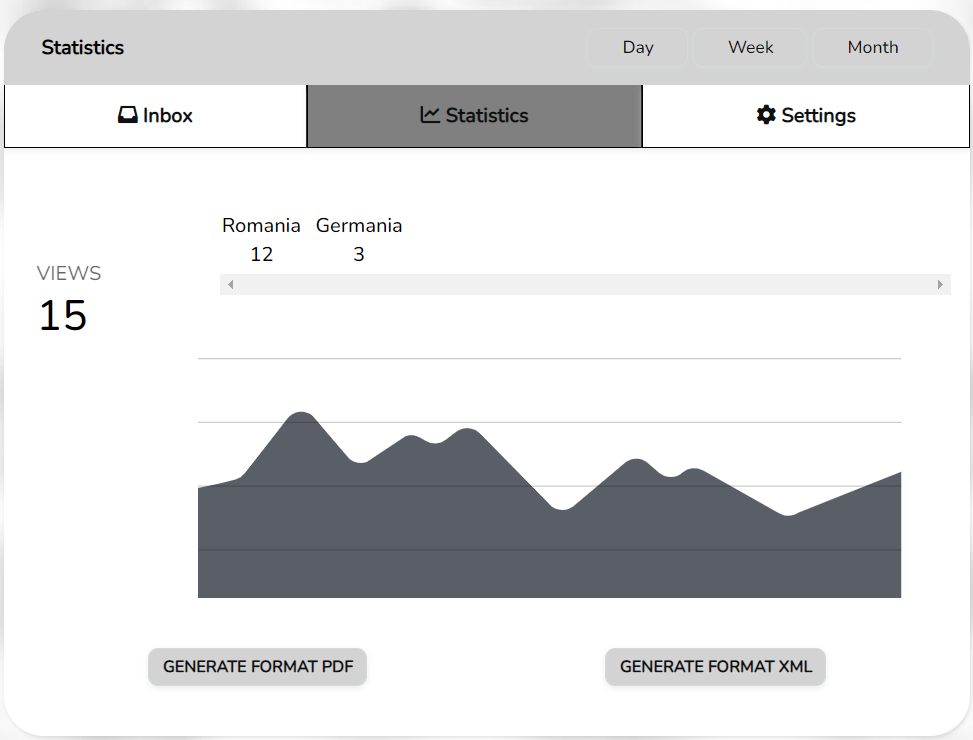 Statistics
Day
Week
Month
Inbox
Statistics
Settings
Romania Germania
12 3
VIEWS
15
GENERATE FORMAT PDF
GENERATE FORMAT XML